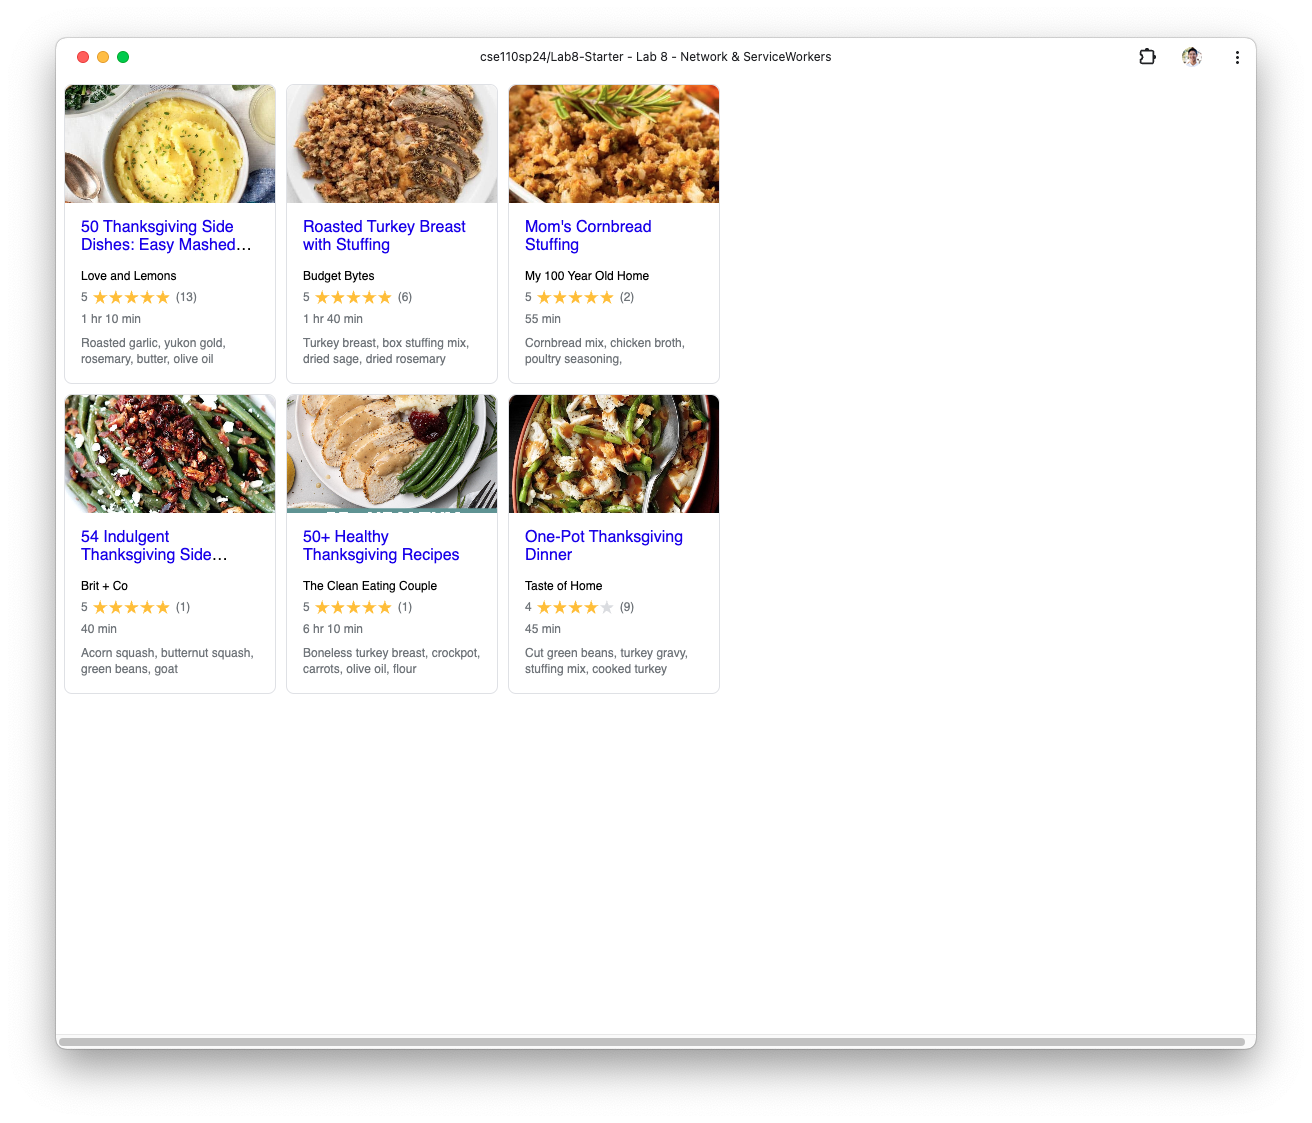 cse110sp24/Lab8-Starter - Lab 8 - Network & ServiceWorkers
50 Thanksgiving Side
Dishes: Easy Mashed…
Love and Lemons
5 ★★★★★ (13)
1 hr 10 min
Roasted garlic, yukon gold,
rosemary, butter, olive oil
Roasted Turkey Breast
with Stuffing
Budget Bytes
5 ★★★★★ (6)
1 hr 40 min
Turkey breast, box stuffing mix,
dried sage, dried rosemary
Mom's Cornbread
Stuffing
My 100 Year Old Home
5 ★★★★★ (2)
55 min
Cornbread mix, chicken broth,
poultry seasoning,
54 Indulgent
Thanksgiving Side…
Brit + Co
5 ★★★★★ (1)
40 min
Acorn squash, butternut squash,
green beans, goat
50+ Healthy
Thanksgiving Recipes
The Clean Eating Couple
5 ★★★★★ (1)
6 hr 10 min
Boneless turkey breast, crockpot,
carrots, olive oil, flour
One-Pot Thanksgiving
Dinner
Taste of Home
4 ★★★★★ (9)
45 min
Cut green beans, turkey gravy,
stuffing mix, cooked turkey